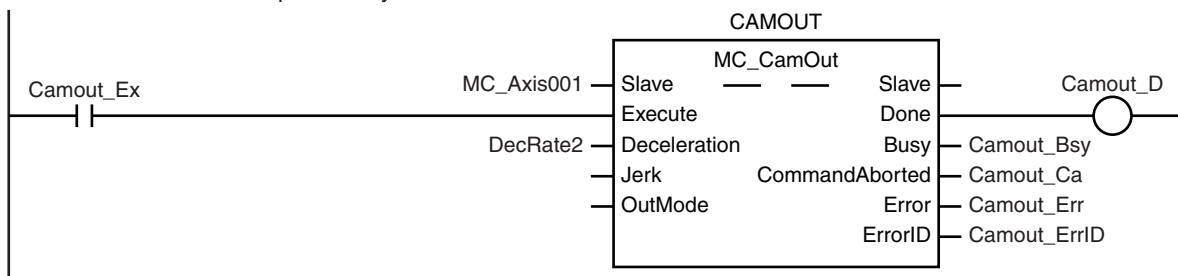 CAMOUT
MC_CamOut
Camout_Ex
MC_Axis001 Slave Slave Camout_D
Execute Done
DecRate2 Deceleration Busy Camout_Bsy
Jerk CommandAborted Camout_Ca
OutMode Error Camout_Err
ErrorID Camout_ErrID